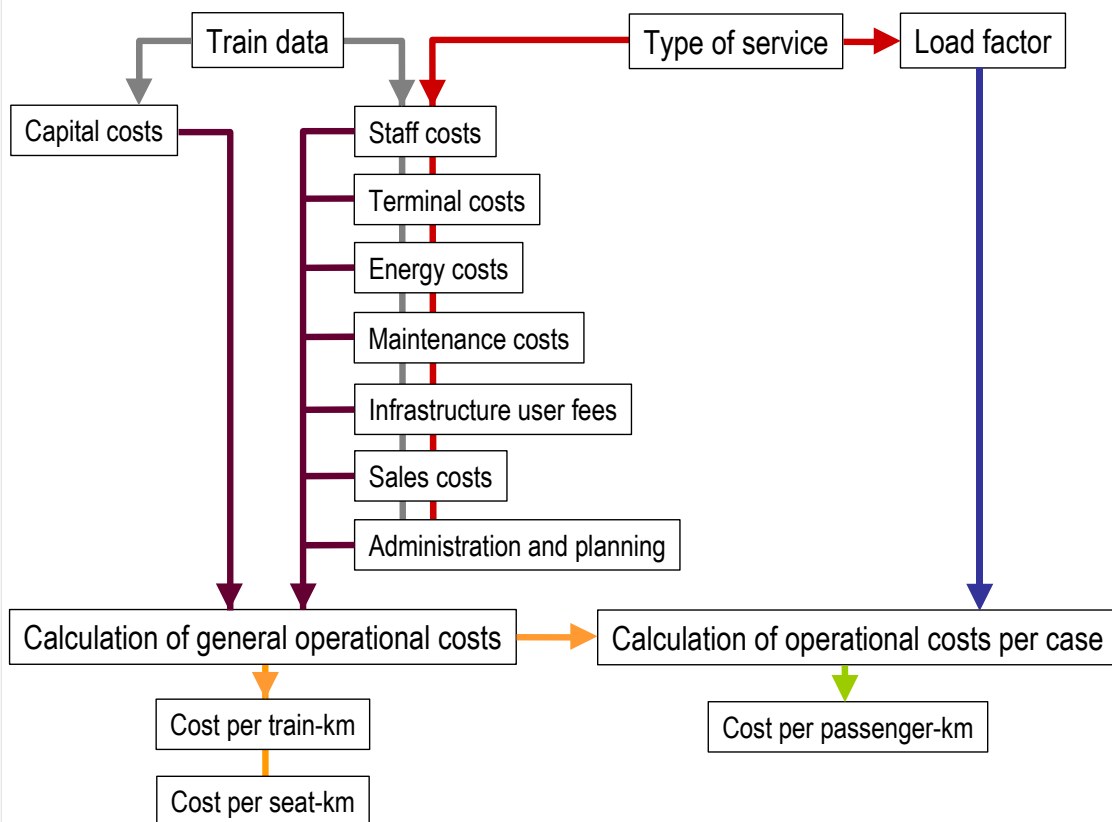 Train data
Type of service
Load factor
Capital costs
Staff costs
Terminal costs
Energy costs
Maintenance costs
Infrastructure user fees
Sales costs
Administration and planning
Calculation of general operational costs
Calculation of operational costs per case
Cost per train-km
Cost per passenger-km
Cost per seat-km